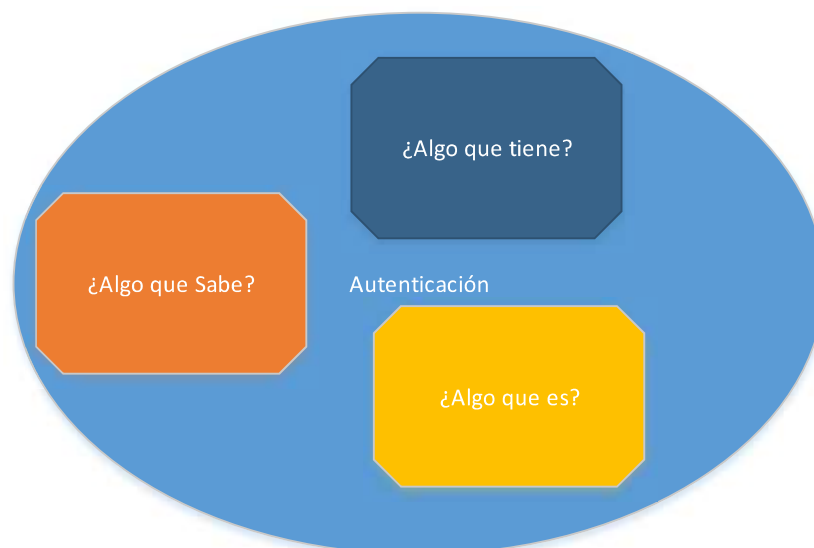 ¿Algo que tiene?
¿Algo que Sabe?
Autenticación
¿Algo que es?